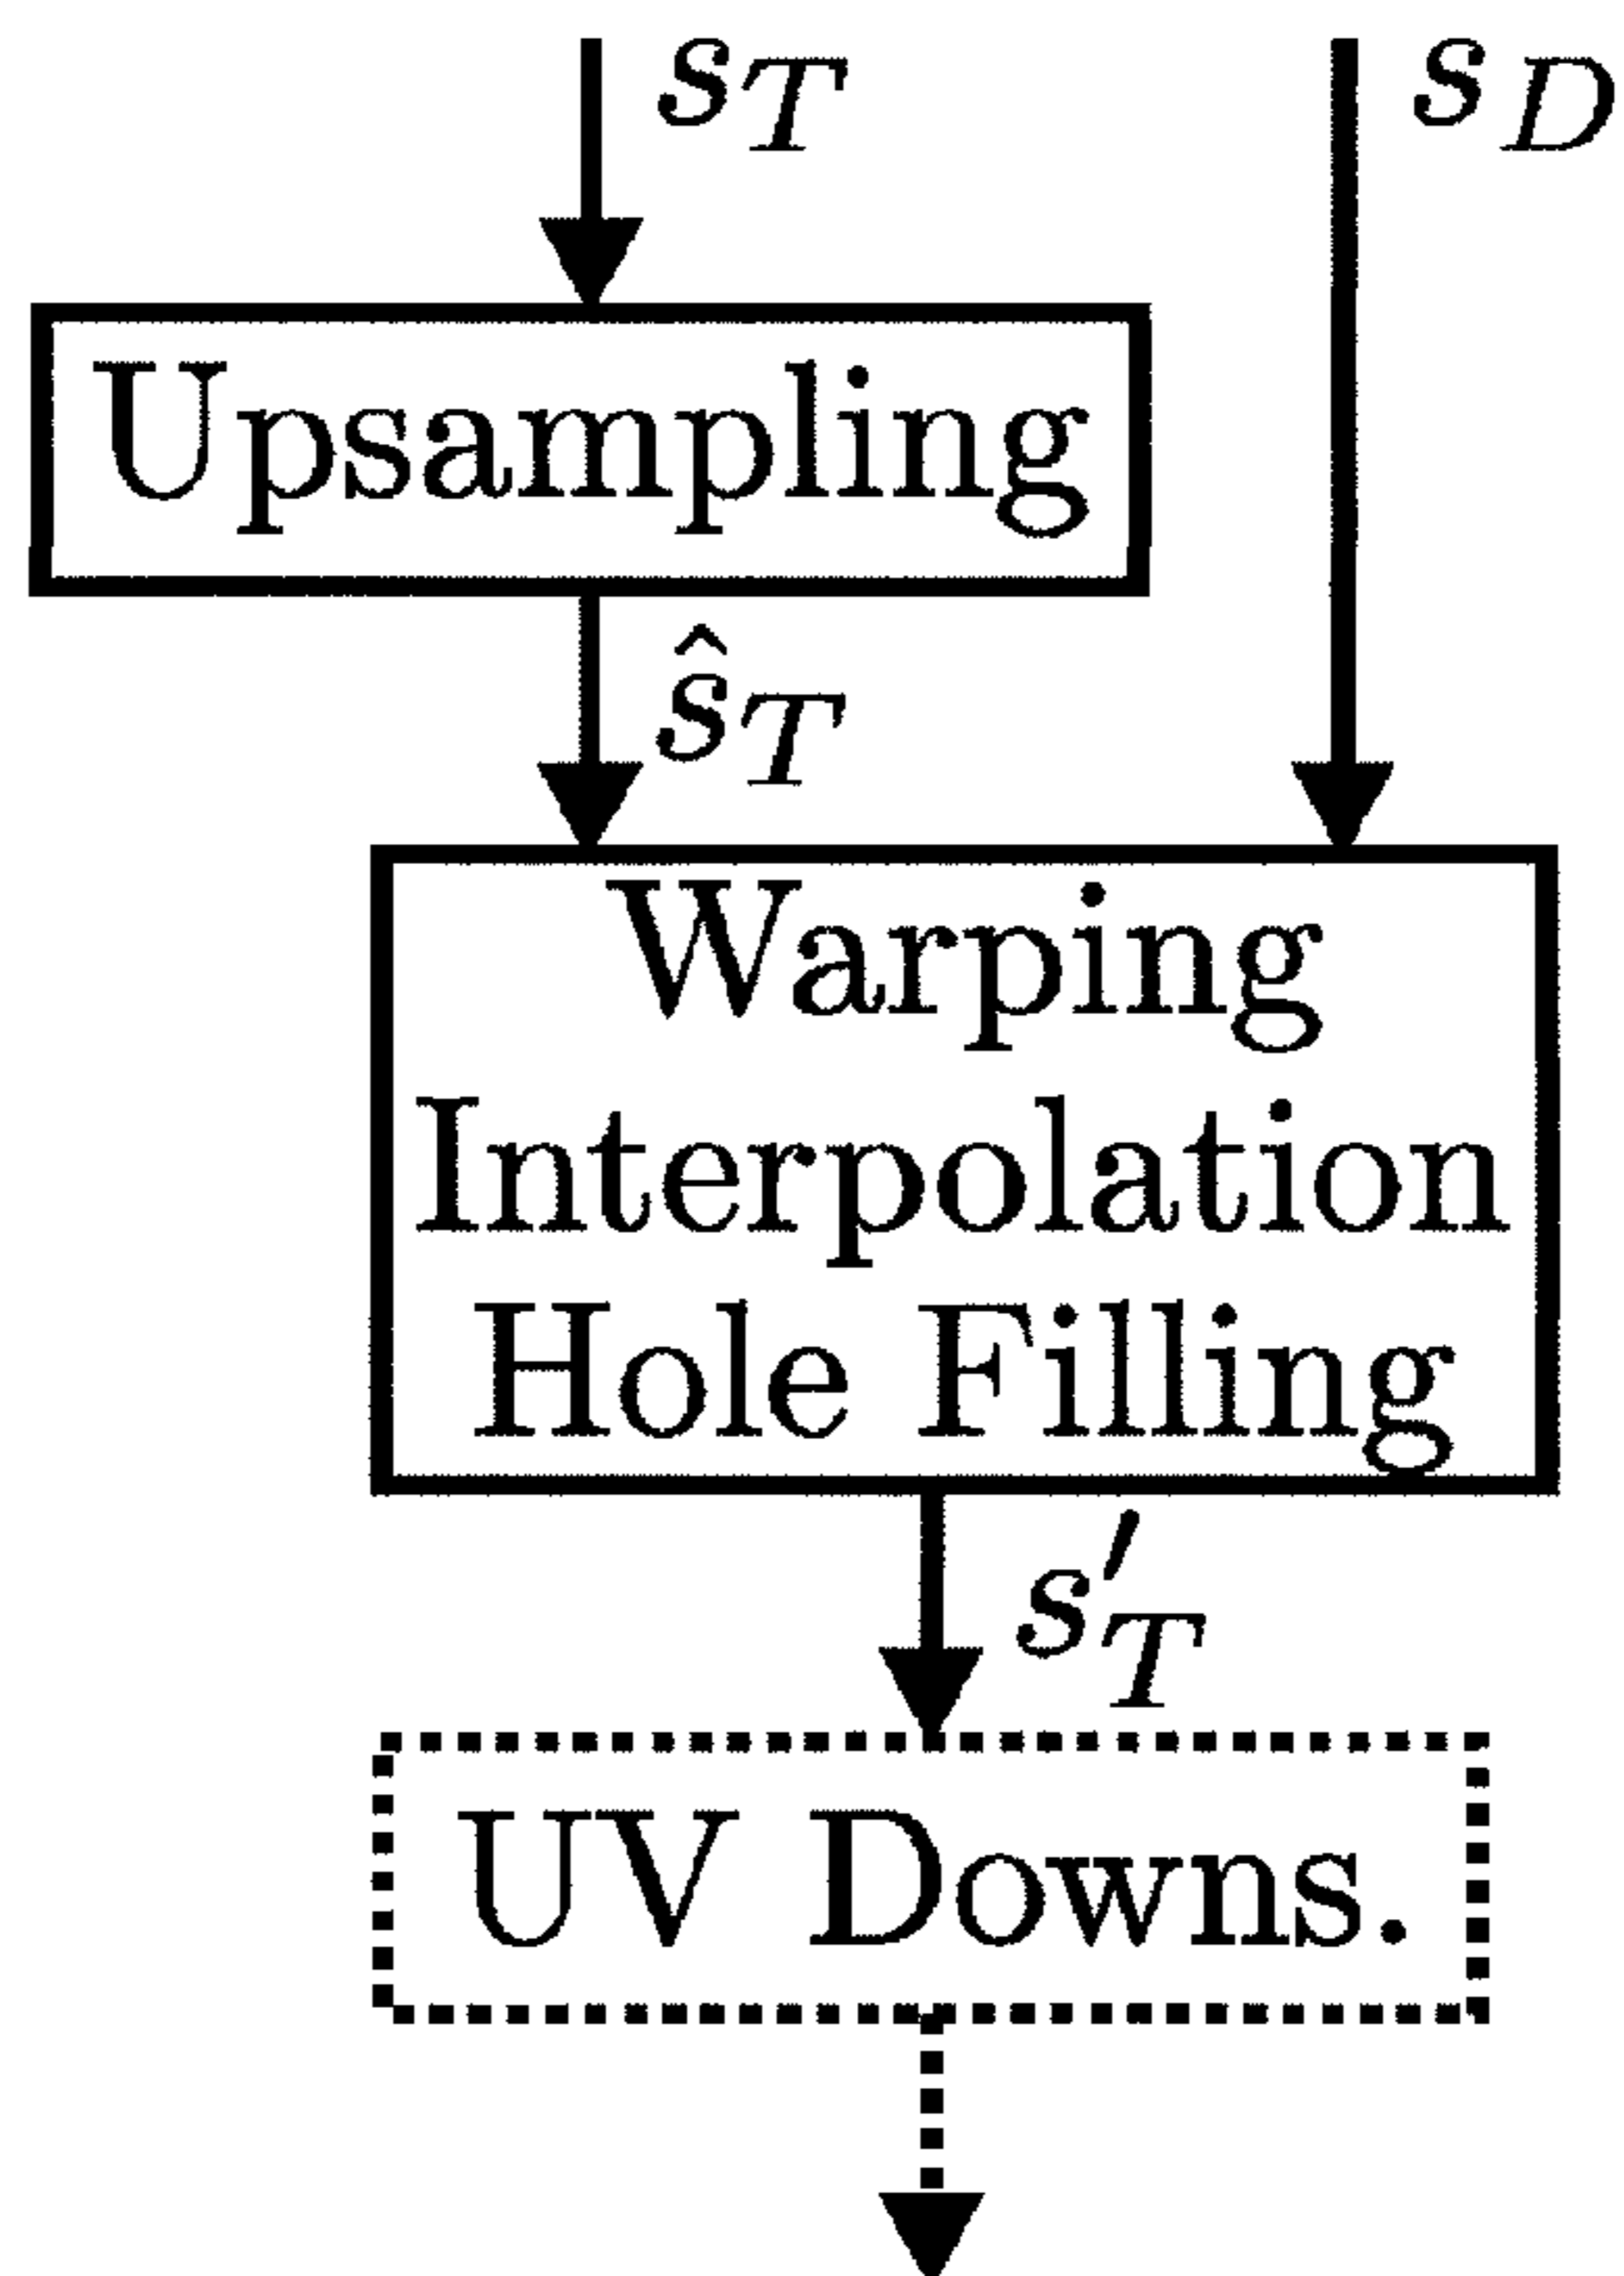 s_T s_D
Upsampling
ŝ_T
Warping
Interpolation
Hole Filling
s'_T
UV Downs.